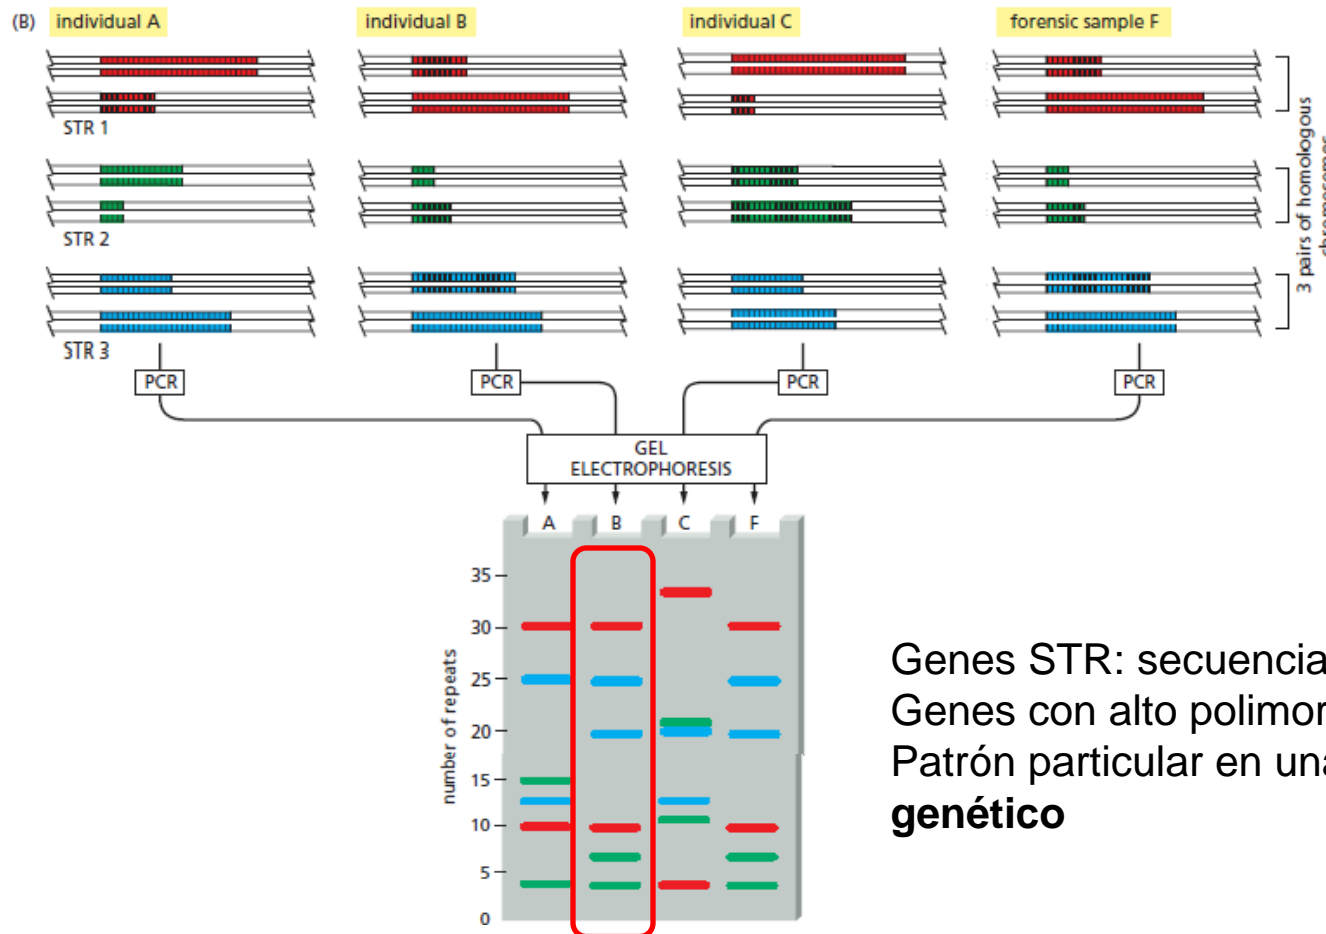 (B) individual A individual B individual C forensic sample F
STR 1
STR 2
STR 3
3 pairs of homologous
chromosomes
PCR PCR PCR PCR
GEL
ELECTROPHORESIS
A B C F
number of repeats
35
30
25
20
15
10
5
0
Genes STR: secuencia
Genes con alto polimor
Patrón particular en una
genético